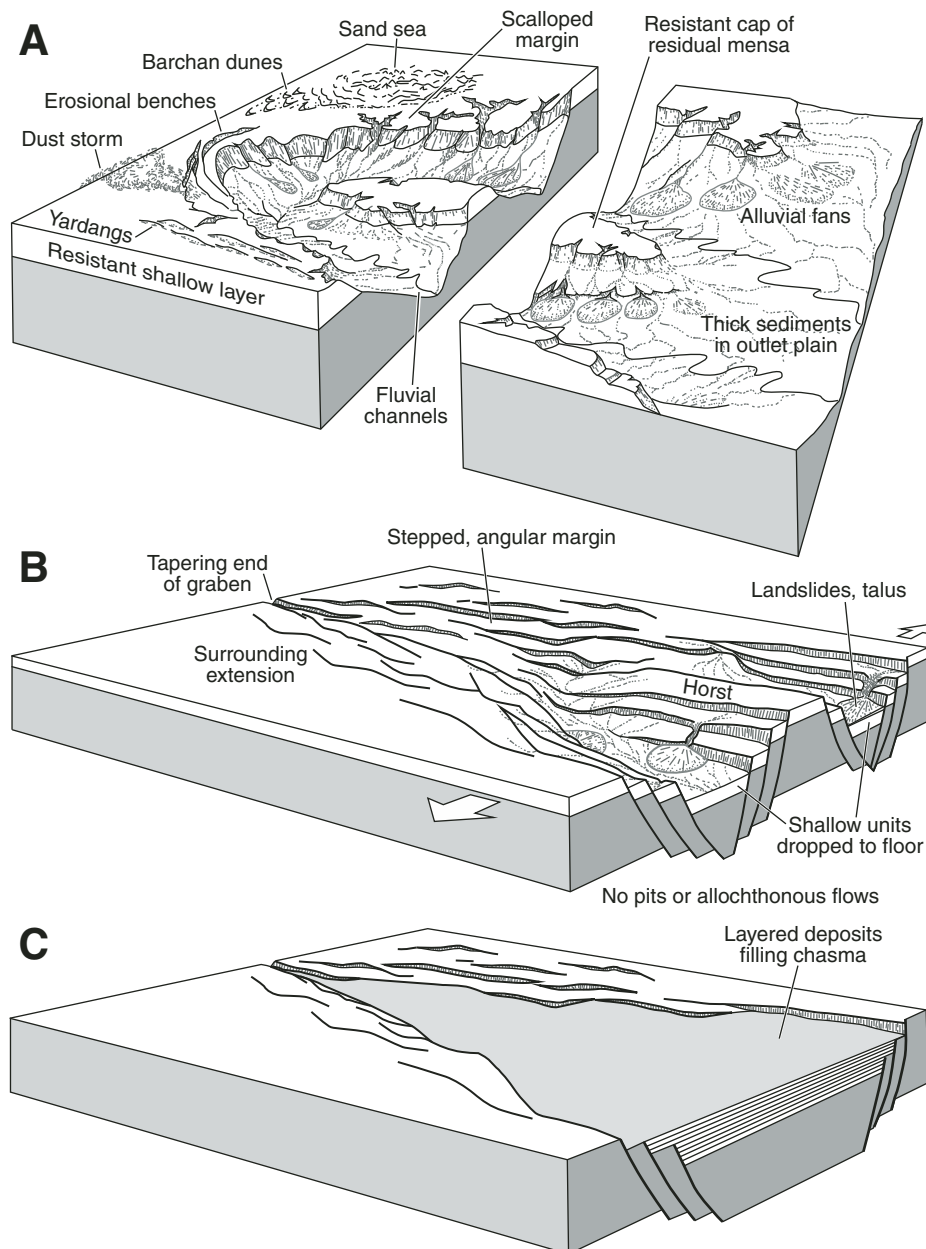 A
Sand sea
Scalloped
margin
Resistant cap of
residual mensa
Barchan dunes
Erosional benches
Dust storm
Yardangs
Resistant shallow layer
Alluvial fans
Thick sediments
in outlet plain
Fluvial
channels
B
Stepped, angular margin
Tapering end
of graben
Landslides, talus
Surrounding
extension
Horst
Shallow units
dropped to floor
No pits or allochthonous flows
C
Layered deposits
filling chasma